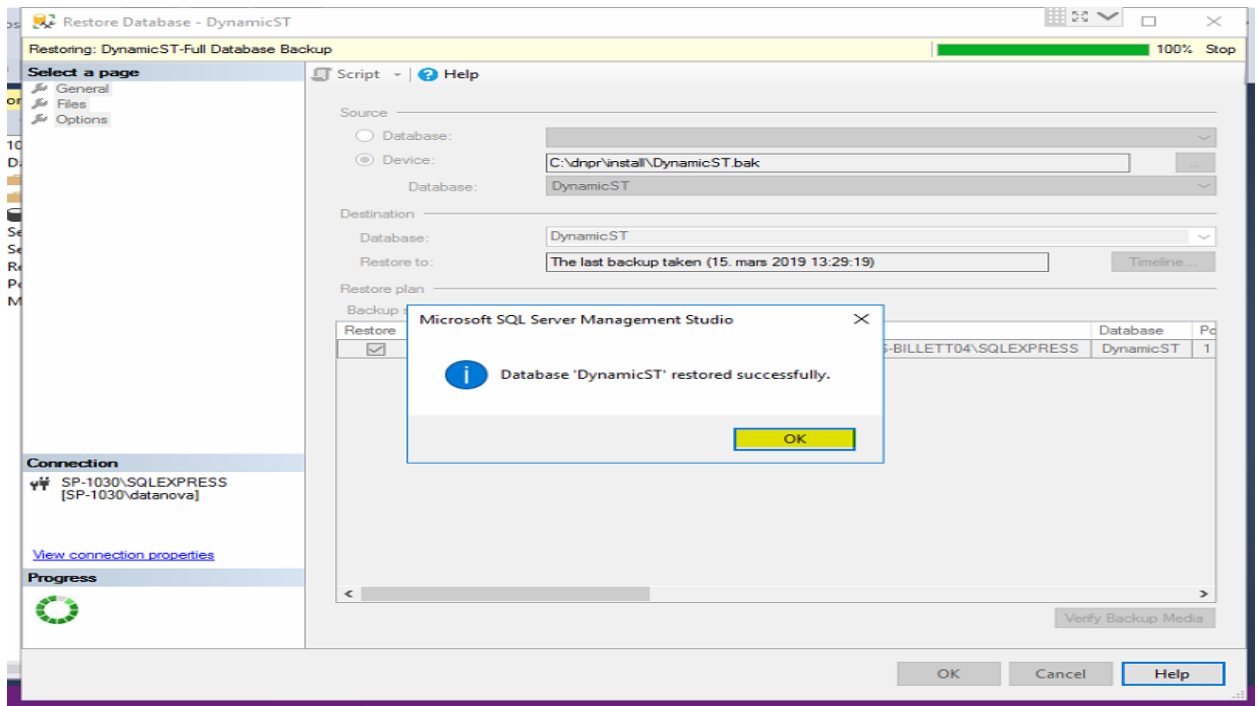 Restore Database - DynamicST
Restoring: DynamicST-Full Database Backup 100% Stop
Select a page
General
Files
Options
Script Help
Source
Database:
Device: C:\dnpr\install\DynamicST.bak ...
Database: DynamicST
Destination
Database: DynamicST
Restore to: The last backup taken (15. mars 2019 13:29:19) Timeline...
Restore plan
Backup
Restore Database
S-BILLETT04\SQLEXPRESS DynamicST 1
Microsoft SQL Server Management Studio
Database 'DynamicST' restored successfully.
OK
Connection
SP-1030\SQLEXPRESS
[SP-1030\datanova]
View connection properties
Progress
Verify Backup Media
OK Cancel Help